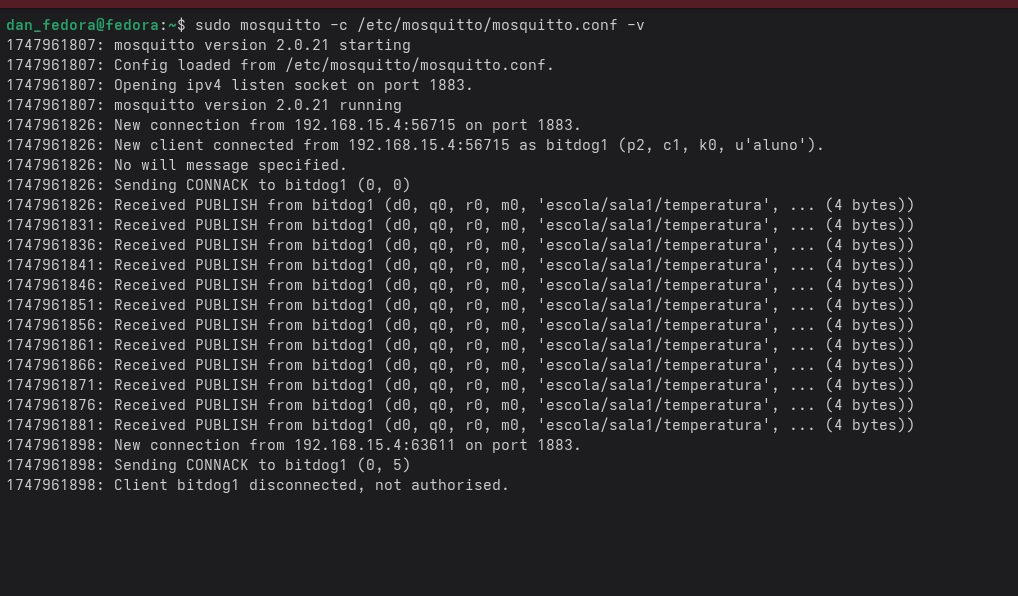 dan_fedora@fedora:~$ sudo mosquitto -c /etc/mosquitto/mosquitto.conf -v
1747961807: mosquitto version 2.0.21 starting
1747961807: Config loaded from /etc/mosquitto/mosquitto.conf.
1747961807: Opening ipv4 listen socket on port 1883.
1747961807: mosquitto version 2.0.21 running
1747961826: New connection from 192.168.15.4:56715 on port 1883.
1747961826: New client connected from 192.168.15.4:56715 as bitdog1 (p2, c1, k0, u'aluno').
1747961826: No will message specified.
1747961826: Sending CONNACK to bitdog1 (0, 0)
1747961826: Received PUBLISH from bitdog1 (d0, q0, r0, m0, 'escola/sala1/temperatura', ... (4 bytes))
1747961831: Received PUBLISH from bitdog1 (d0, q0, r0, m0, 'escola/sala1/temperatura', ... (4 bytes))
1747961836: Received PUBLISH from bitdog1 (d0, q0, r0, m0, 'escola/sala1/temperatura', ... (4 bytes))
1747961841: Received PUBLISH from bitdog1 (d0, q0, r0, m0, 'escola/sala1/temperatura', ... (4 bytes))
1747961846: Received PUBLISH from bitdog1 (d0, q0, r0, m0, 'escola/sala1/temperatura', ... (4 bytes))
1747961851: Received PUBLISH from bitdog1 (d0, q0, r0, m0, 'escola/sala1/temperatura', ... (4 bytes))
1747961856: Received PUBLISH from bitdog1 (d0, q0, r0, m0, 'escola/sala1/temperatura', ... (4 bytes))
1747961861: Received PUBLISH from bitdog1 (d0, q0, r0, m0, 'escola/sala1/temperatura', ... (4 bytes))
1747961866: Received PUBLISH from bitdog1 (d0, q0, r0, m0, 'escola/sala1/temperatura', ... (4 bytes))
1747961871: Received PUBLISH from bitdog1 (d0, q0, r0, m0, 'escola/sala1/temperatura', ... (4 bytes))
1747961876: Received PUBLISH from bitdog1 (d0, q0, r0, m0, 'escola/sala1/temperatura', ... (4 bytes))
1747961881: Received PUBLISH from bitdog1 (d0, q0, r0, m0, 'escola/sala1/temperatura', ... (4 bytes))
1747961898: New connection from 192.168.15.4:63611 on port 1883.
1747961898: Sending CONNACK to bitdog1 (0, 5)
1747961898: Client bitdog1 disconnected, not authorised.